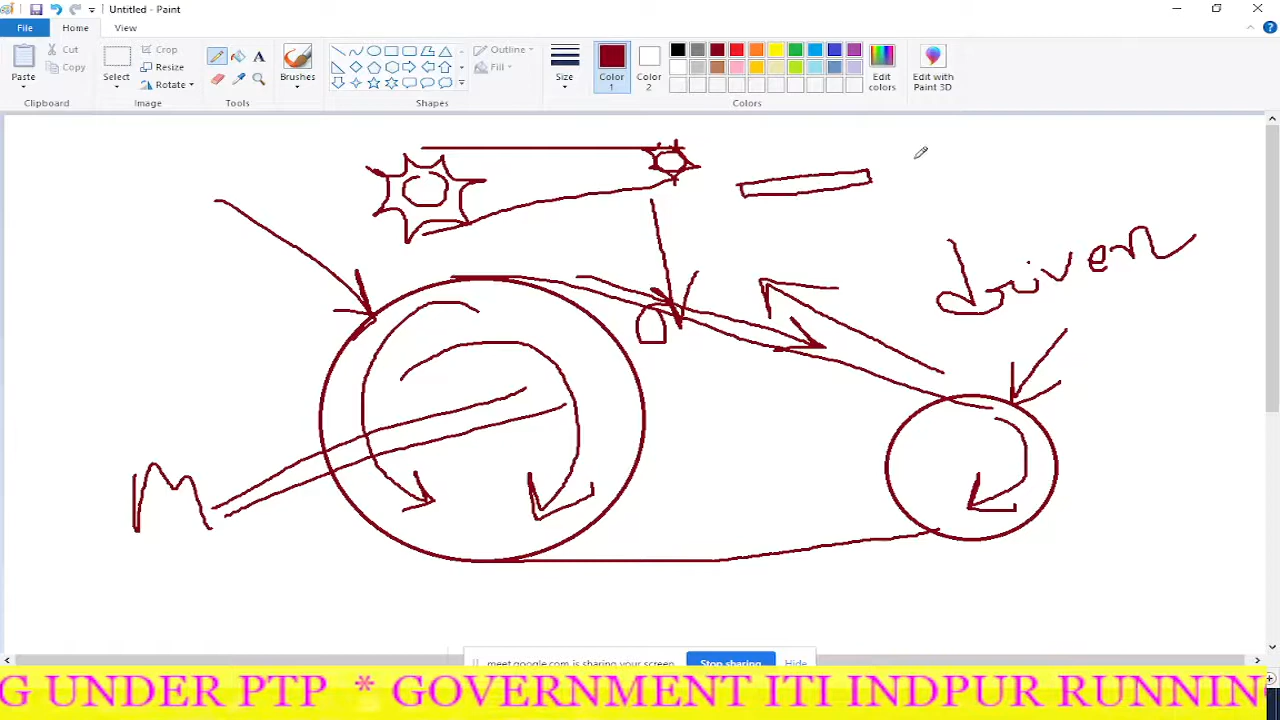 Untitled - Paint
File
Home
View
Paste
Cut
Copy
Clipboard
Select
Crop
Resize
Rotate
Image
A
Tools
Brushes
Outline
Fill
Shapes
Size
Color 1
Color 2
Edit colors
Colors
Edit with Paint 3D
driven
M
meet.google.com is sharing your screen.
Stop sharing
Hide
G UNDER PTP * GOVERNMENT ITI INDPUR RUNNIN